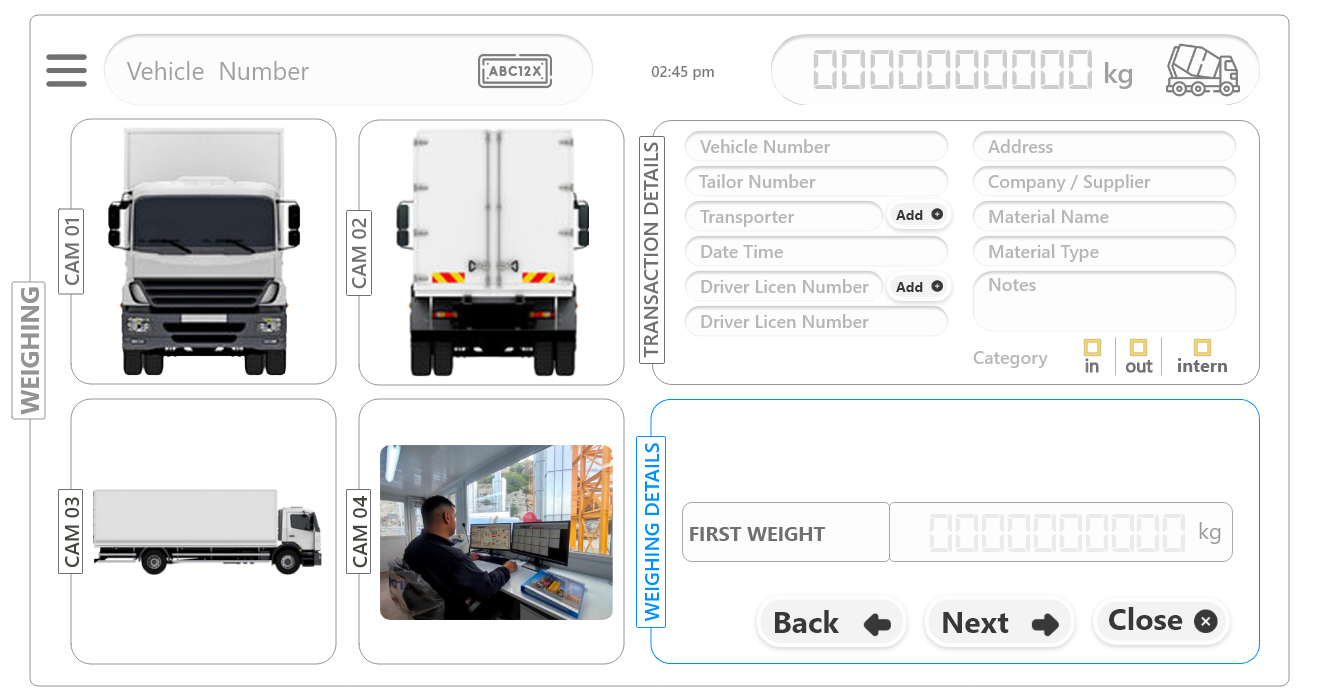 Vehicle Number
ABC12X
02:45 pm
0000000000 kg
WEIGHING
CAM 01
CAM 02
CAM 03
CAM 04
TRANSACTION DETAILS
Vehicle Number
Tailor Number
Transporter
Add
Date Time
Driver Licen Number
Add
Driver Licen Number
Address
Company / Supplier
Material Name
Material Type
Notes
Category
in
out
intern
WEIGHING DETAILS
FIRST WEIGHT
0000000000 kg
Back
Next
Close